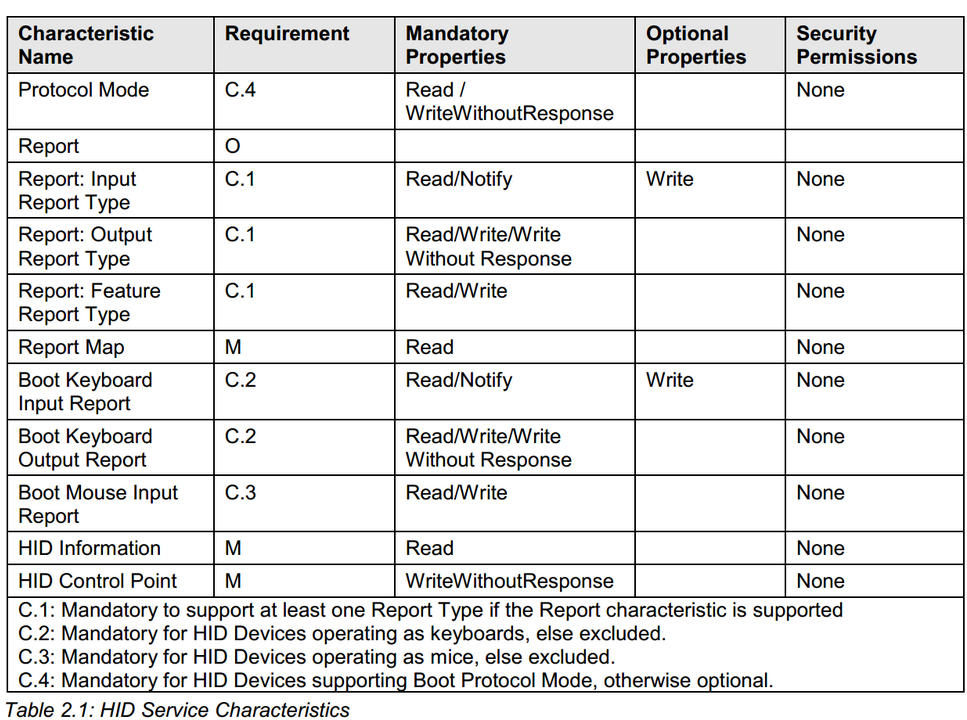 Characteristic Name Requirement Mandatory Properties Optional Properties Security Permissions
Protocol Mode C.4 Read / WriteWithoutResponse None
Report O
Report: Input Report Type C.1 Read/Notify Write None
Report: Output Report Type C.1 Read/Write/Write Without Response None
Report: Feature Report Type C.1 Read/Write None
Report Map M Read None
Boot Keyboard Input Report C.2 Read/Notify Write None
Boot Keyboard Output Report C.2 Read/Write/Write Without Response None
Boot Mouse Input Report C.3 Read/Write None
HID Information M Read None
HID Control Point M WriteWithoutResponse None
C.1: Mandatory to support at least one Report Type if the Report characteristic is supported
C.2: Mandatory for HID Devices operating as keyboards, else excluded.
C.3: Mandatory for HID Devices operating as mice, else excluded.
C.4: Mandatory for HID Devices supporting Boot Protocol Mode, otherwise optional.
Table 2.1: HID Service Characteristics